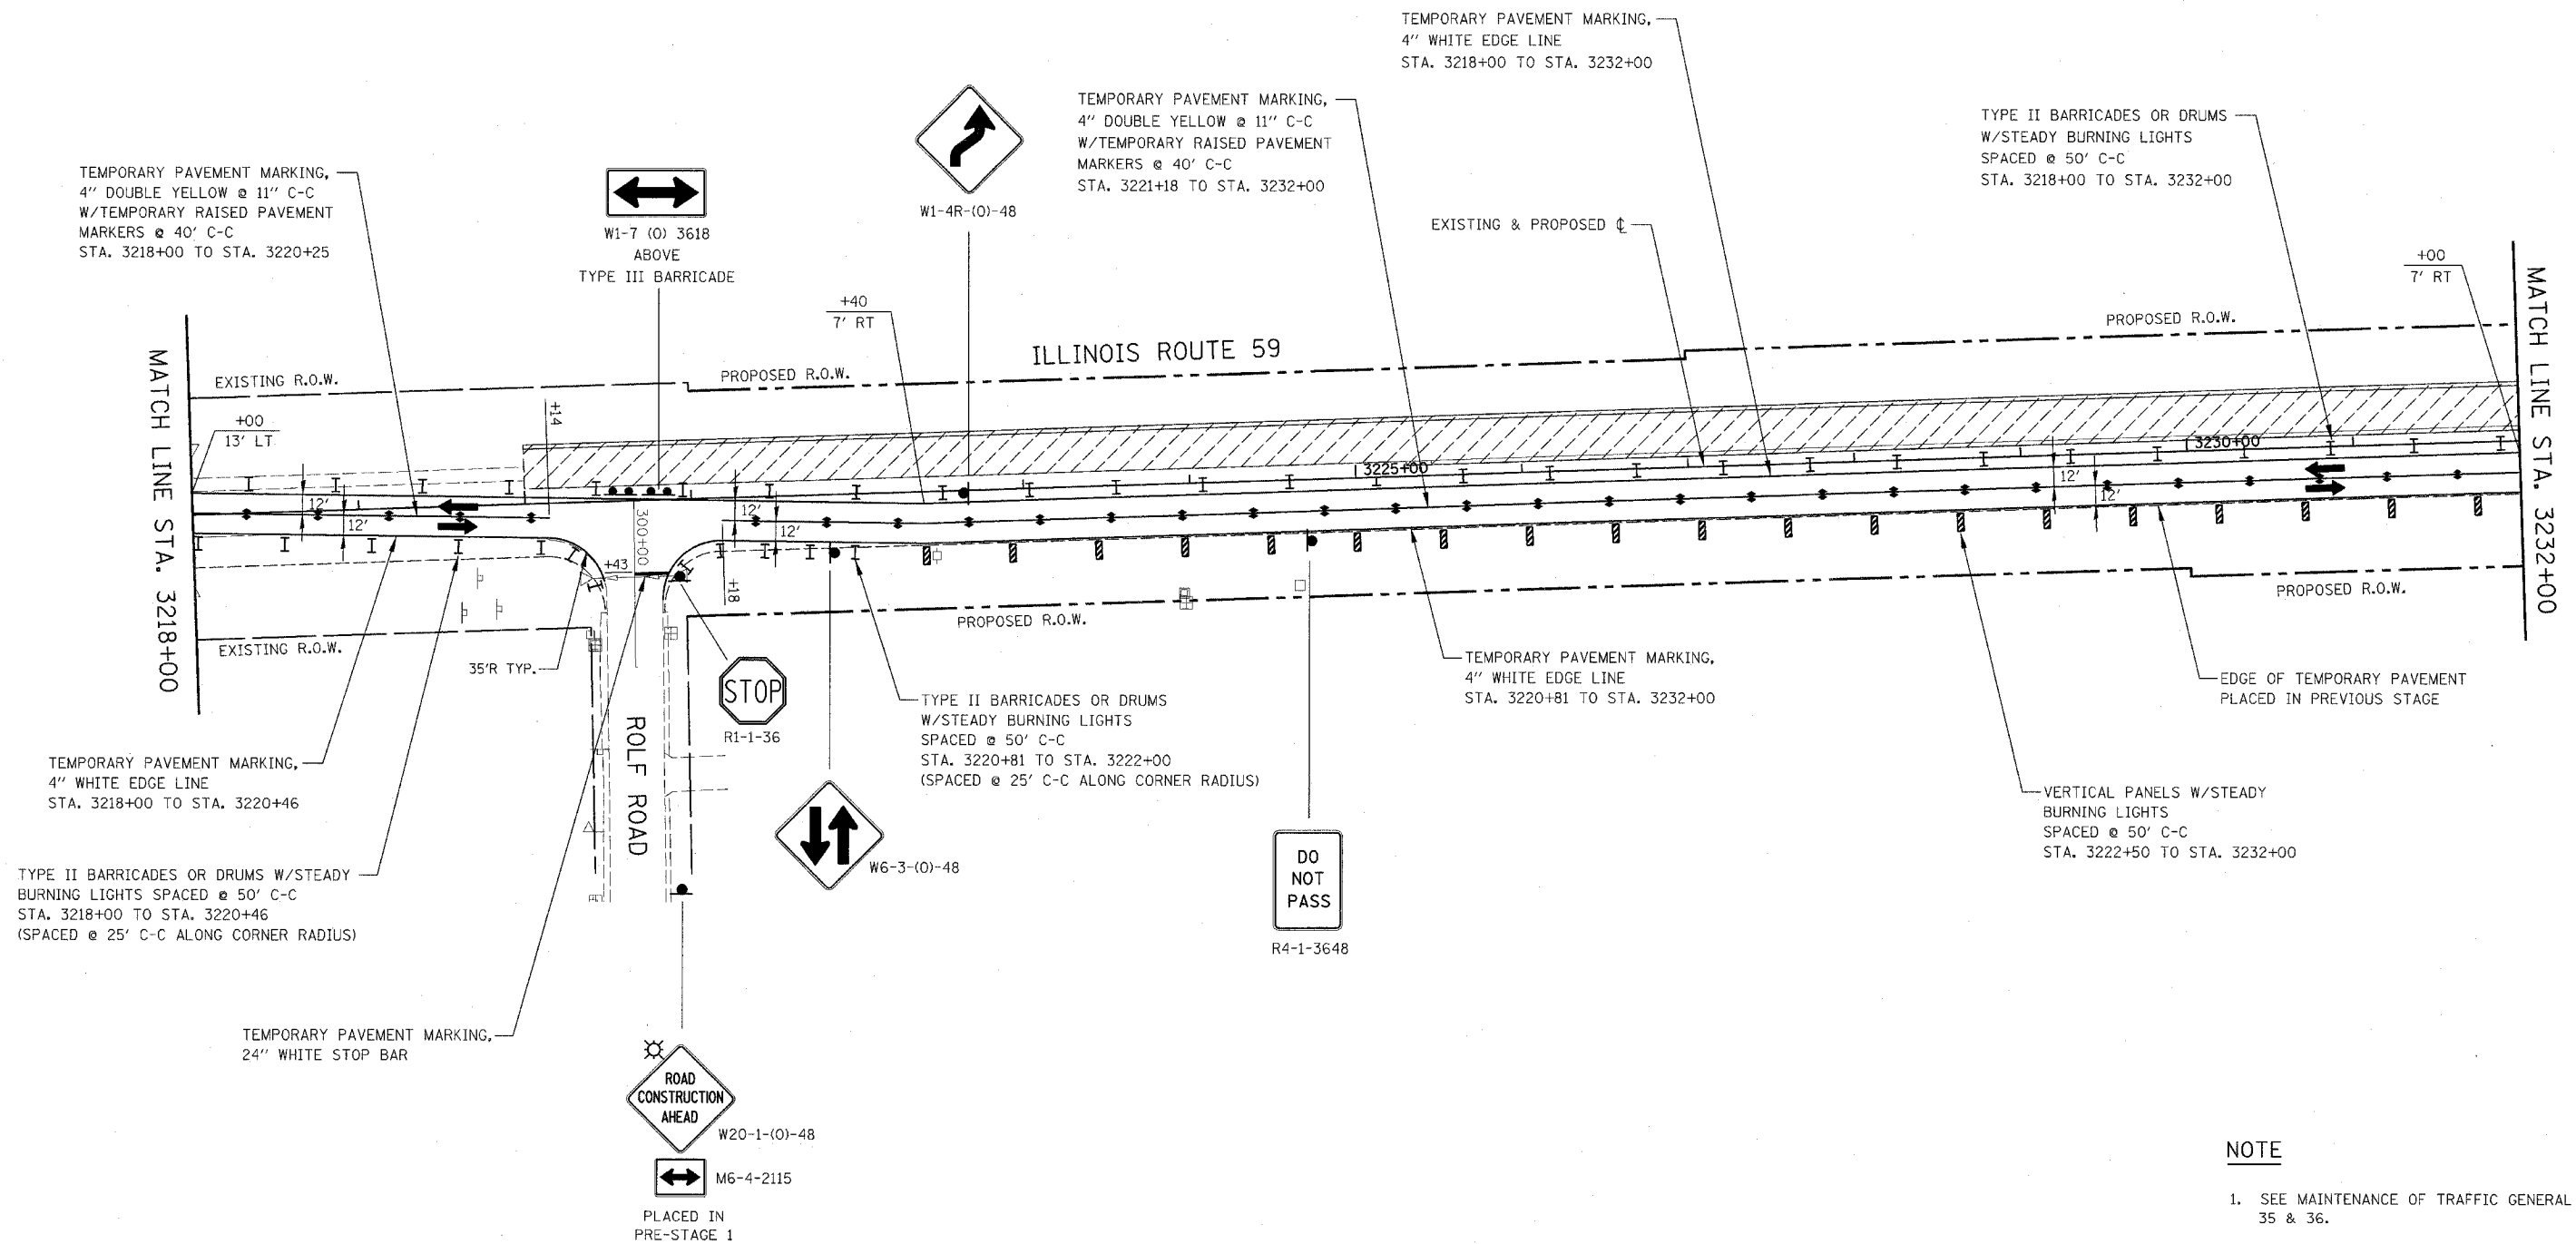 TEMPORARY PAVEMENT MARKING,
4" WHITE EDGE LINE
STA. 3218+00 TO STA. 3232+00
TEMPORARY PAVEMENT MARKING,
4" DOUBLE YELLOW @ 11" C-C
W/TEMPORARY RAISED PAVEMENT
MARKERS @ 40' C-C
STA. 3221+18 TO STA. 3232+00
TYPE II BARRICADES OR DRUMS
W/STEADY BURNING LIGHTS
SPACED @ 50' C-C
STA. 3218+00 TO STA. 3232+00
TEMPORARY PAVEMENT MARKING,
4" DOUBLE YELLOW @ 11" C-C
W/TEMPORARY RAISED PAVEMENT
MARKERS @ 40' C-C
STA. 3218+00 TO STA. 3220+25
W1-7 (O) 3618
ABOVE
TYPE III BARRICADE
W1-4R-(O)-48
EXISTING & PROPOSED ℄
+00
7' RT
+40
7' RT
MATCH LINE STA. 3218+00
MATCH LINE STA. 3232+00
ILLINOIS ROUTE 59
PROPOSED R.O.W.
EXISTING R.O.W.
PROPOSED R.O.W.
+00
13' LT
+14
3225+00
3230+00
12'
12'
12'
12'
12'
12'
300+00
+43
+18
EXISTING R.O.W.
PROPOSED R.O.W.
PROPOSED R.O.W.
35'R TYP.
ROLF ROAD
STOP
R1-1-36
TYPE II BARRICADES OR DRUMS
W/STEADY BURNING LIGHTS
SPACED @ 50' C-C
STA. 3220+81 TO STA. 3222+00
(SPACED @ 25' C-C ALONG CORNER RADIUS)
TEMPORARY PAVEMENT MARKING,
4" WHITE EDGE LINE
STA. 3220+81 TO STA. 3232+00
EDGE OF TEMPORARY PAVEMENT
PLACED IN PREVIOUS STAGE
TEMPORARY PAVEMENT MARKING,
4" WHITE EDGE LINE
STA. 3218+00 TO STA. 3220+46
VERTICAL PANELS W/STEADY
BURNING LIGHTS
SPACED @ 50' C-C
STA. 3222+50 TO STA. 3232+00
TYPE II BARRICADES OR DRUMS W/STEADY
BURNING LIGHTS SPACED @ 50' C-C
STA. 3218+00 TO STA. 3220+46
(SPACED @ 25' C-C ALONG CORNER RADIUS)
W6-3-(O)-48
DO
NOT
PASS
R4-1-3648
TEMPORARY PAVEMENT MARKING,
24" WHITE STOP BAR
ROAD
CONSTRUCTION
AHEAD
W20-1-(O)-48
M6-4-2115
PLACED IN
PRE-STAGE 1
NOTE
1. SEE MAINTENANCE OF TRAFFIC GENERAL
35 & 36.